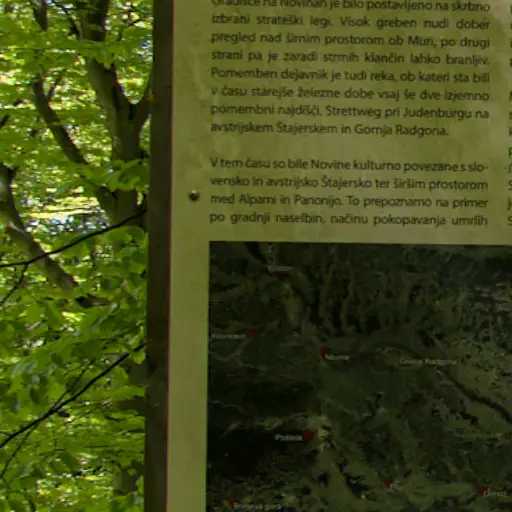 Gradišče na Novinah je bilo postavljeno na skrbno
izbrani strateški legi. Visok greben nudi dober
pregled nad širnim prostorom ob Muri, po drugi
strani pa je zaradi strmih klančin lahko branljiv.
Pomemben dejavnik je tudi reka, ob kateri sta bili
v času starejše železne dobe vsaj še dve izjemno
pomembni najdišči, Strettweg pri Judenburgu na
avstrijskem Štajerskem in Gornja Radgona.
V tem času so bile Novine kulturno povezane s slo-
vensko in avstrijsko Štajersko ter širšim prostorom
med Alpami in Panonijo. To prepoznamo na primer
po gradnji naselbin, načinu pokopavanja umrlih
Novine
Gornja Radgona
Poštela